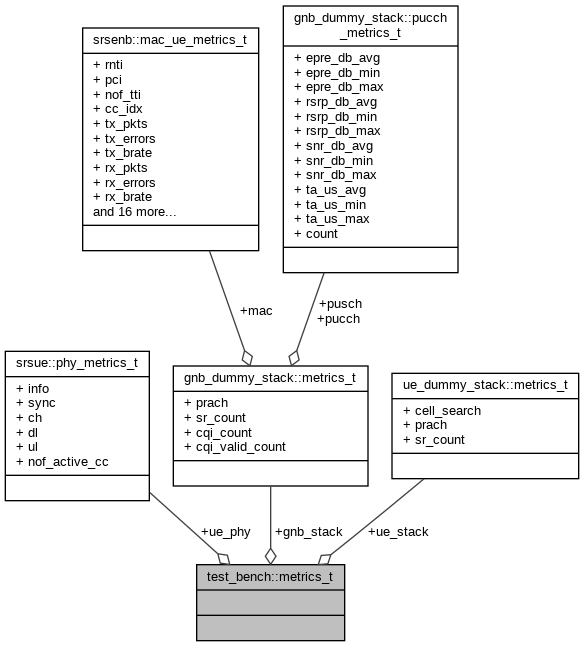 srsenb::mac_ue_metrics_t
+ rnti
+ pci
+ nof_tti
+ cc_idx
+ tx_pkts
+ tx_errors
+ tx_brate
+ rx_pkts
+ rx_errors
+ rx_brate
and 16 more...
gnb_dummy_stack::pucch
_metrics_t
+ epre_db_avg
+ epre_db_min
+ epre_db_max
+ rsrp_db_avg
+ rsrp_db_min
+ rsrp_db_max
+ snr_db_avg
+ snr_db_min
+ snr_db_max
+ ta_us_avg
+ ta_us_min
+ ta_us_max
+ count
+mac
+pusch
+pucch
srsue::phy_metrics_t
+ info
+ sync
+ ch
+ dl
+ ul
+ nof_active_cc
gnb_dummy_stack::metrics_t
+ prach
+ sr_count
+ cqi_count
+ cqi_valid_count
ue_dummy_stack::metrics_t
+ cell_search
+ prach
+ sr_count
+ue_phy
+gnb_stack
+ue_stack
test_bench::metrics_t